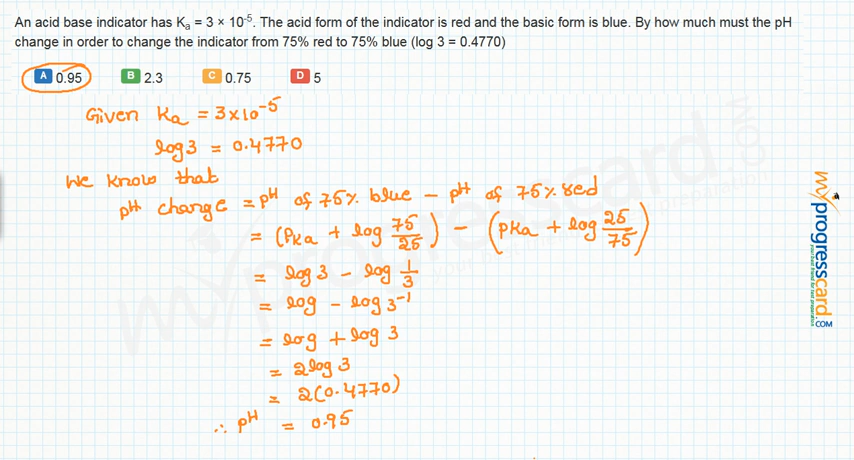 An acid base indicator has Kₐ = 3 × 10⁻⁵. The acid form of the indicator is red and the basic form is blue. By how much must the pH
change in order to change the indicator from 75% red to 75% blue (log 3 = 0.4770)
A 0.95 B 2.3 C 0.75 D 5
Given Ka = 3×10⁻⁵
log3 = 0.4770
We know that
pH change = pH of 75% blue – pH of 75% red
= (Pka + log 75/25) – (pKa + log 25/75)
= log3 – log 1/3
= log – log 3⁻¹
= log + log 3
= 2log 3
= 2(0.4770)
∴ pH = 0.95
myprogresscard
.COM